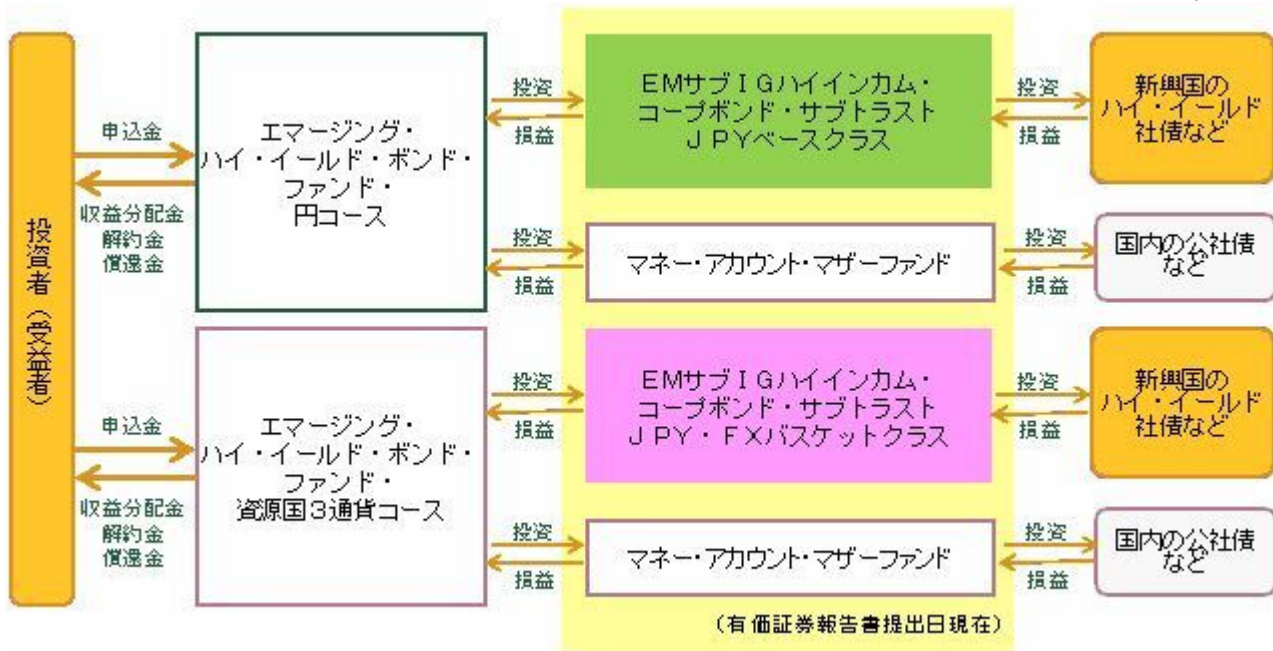 投資者（受益者）
申込金
収益分配金
解約金
償還金
エマージング・
ハイ・イールド・ボンド・
ファンド・
円コース
投資
損益
ＥＭサブＩＧハイインカム・
コープボンド・サブトラスト
ＪＰＹベースクラス
投資
損益
新興国の
ハイ・イールド
社債など
投資
損益
マネー・アカウント・マザーファンド
投資
損益
国内の公社債
など
申込金
収益分配金
解約金
償還金
エマージング・
ハイ・イールド・ボンド・
ファンド・
資源国３通貨コース
投資
損益
ＥＭサブＩＧハイインカム・
コープボンド・サブトラスト
ＪＰＹ・ＦＸバスケットクラス
投資
損益
新興国の
ハイ・イールド
社債など
投資
損益
マネー・アカウント・マザーファンド
投資
損益
国内の公社債
など
（有価証券報告書提出日現在）